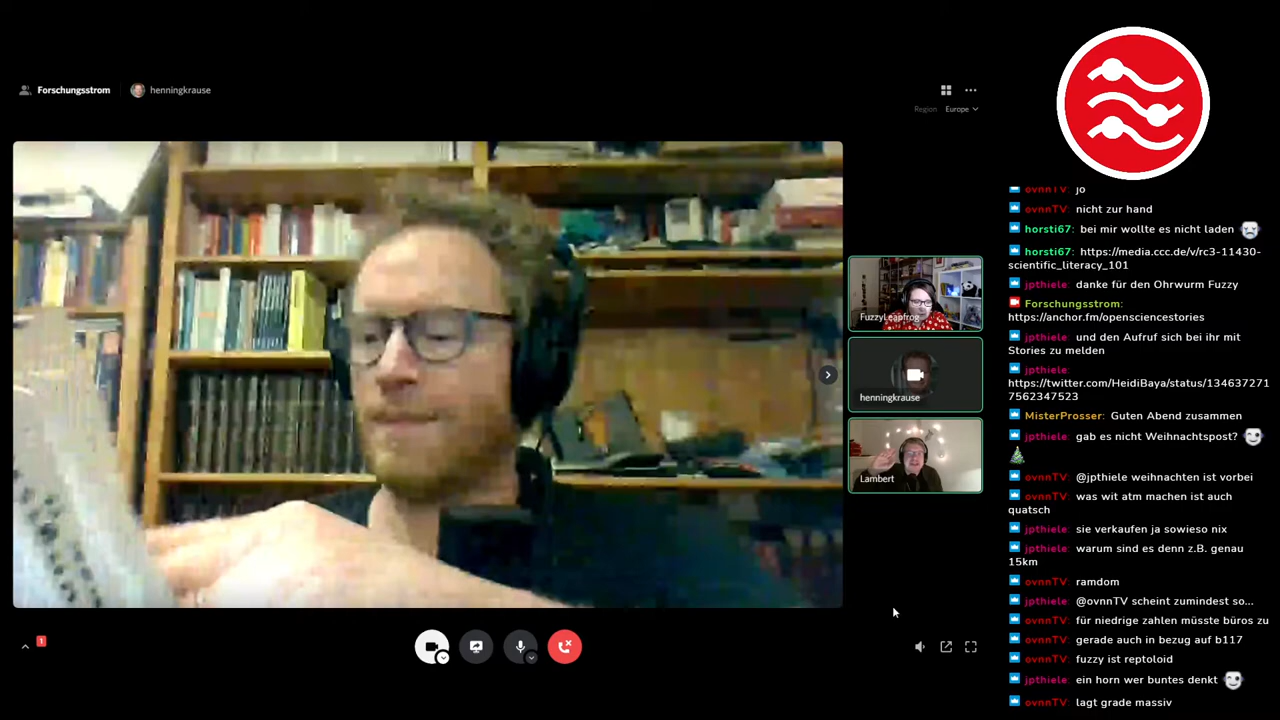 Forschungsstrom
henningkrause
Region Europe
FuzzyLeapfrog
henningkrause
Lambert
1
ovnnTV: jo
ovnnTV: nicht zur hand
horsti67: bei mir wollte es nicht laden
horsti67: https://media.ccc.de/v/rc3-11430-
scientific_literacy_101
jpthiele: danke für den Ohrwurm Fuzzy
Forschungsstrom:
https://anchor.fm/opensciencestories
jpthiele: und den Aufruf sich bei ihr mit
Stories zu melden
jpthiele:
https://twitter.com/HeidiBaya/status/134637271
7562347523
MisterProsser: Guten Abend zusammen
jpthiele: gab es nicht Weihnachtspost?
ovnnTV: @jpthiele weihnachten ist vorbei
ovnnTV: was wit atm machen ist auch
quatsch
jpthiele: sie verkaufen ja sowieso nix
jpthiele: warum sind es denn z.B. genau
15km
ovnnTV: ramdom
jpthiele: @ovnnTV scheint zumindest so...
ovnnTV: für niedrige zahlen müsste büros zu
ovnnTV: gerade auch in bezug auf b117
ovnnTV: fuzzy ist reptoloid
jpthiele: ein horn wer buntes denkt
ovnnTV: lagt grade massiv